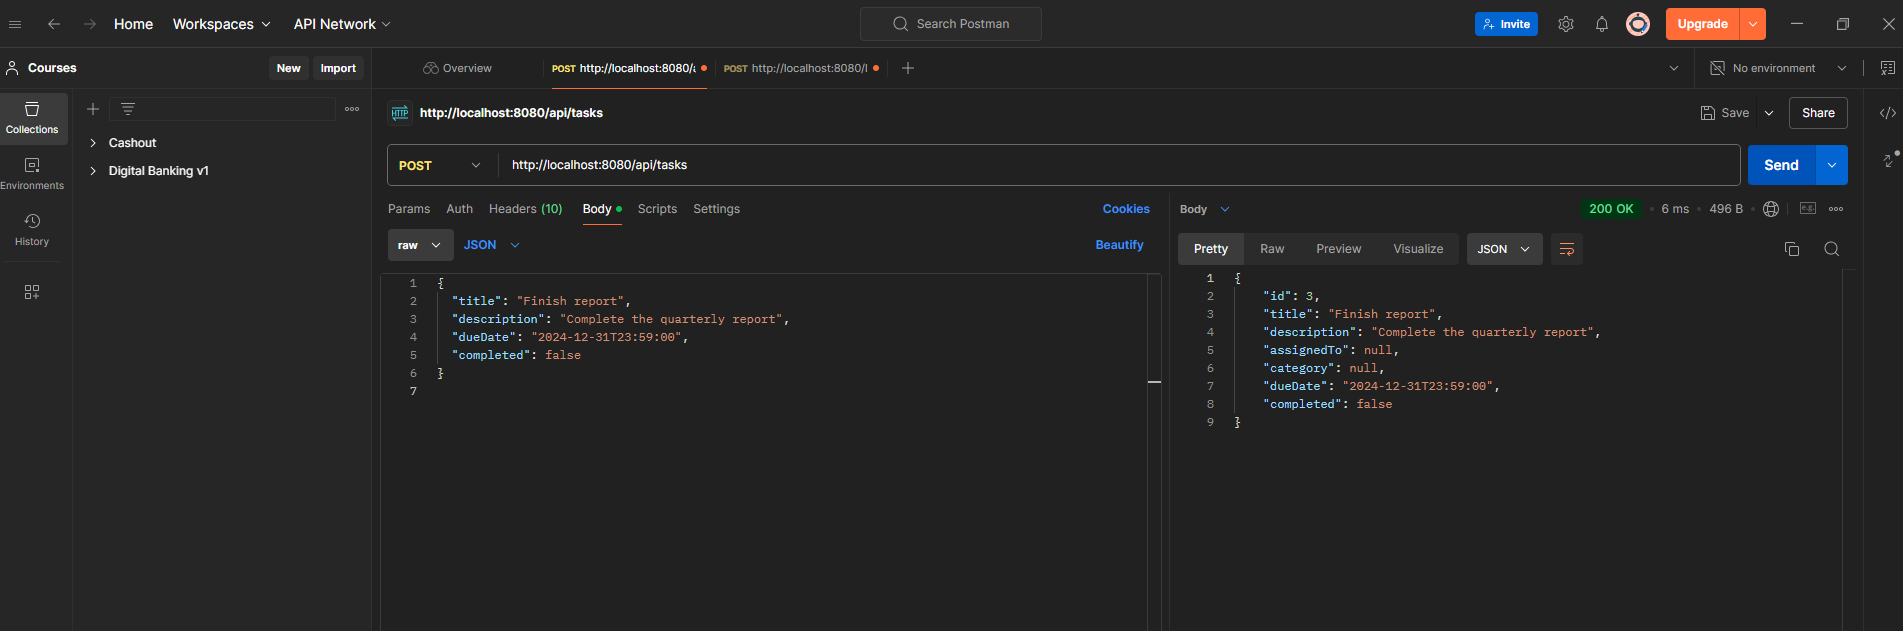 Home Workspaces API Network Search Postman Invite Upgrade
Courses New Import Overview POST http://localhost:8080/a POST http://localhost:8080/l No environment
HTTP http://localhost:8080/api/tasks Save Share
Collections
Environments
History
Cashout
Digital Banking v1
POST http://localhost:8080/api/tasks Send
Params Auth Headers (10) Body Scripts Settings Cookies
raw JSON Beautify
1 {
2 "title": "Finish report",
3 "description": "Complete the quarterly report",
4 "dueDate": "2024-12-31T23:59:00",
5 "completed": false
6 }
7
Body 200 OK • 6 ms • 496 B • e.g.
Pretty Raw Preview Visualize JSON
1 {
2 "id": 3,
3 "title": "Finish report",
4 "description": "Complete the quarterly report",
5 "assignedTo": null,
6 "category": null,
7 "dueDate": "2024-12-31T23:59:00",
8 "completed": false
9 }